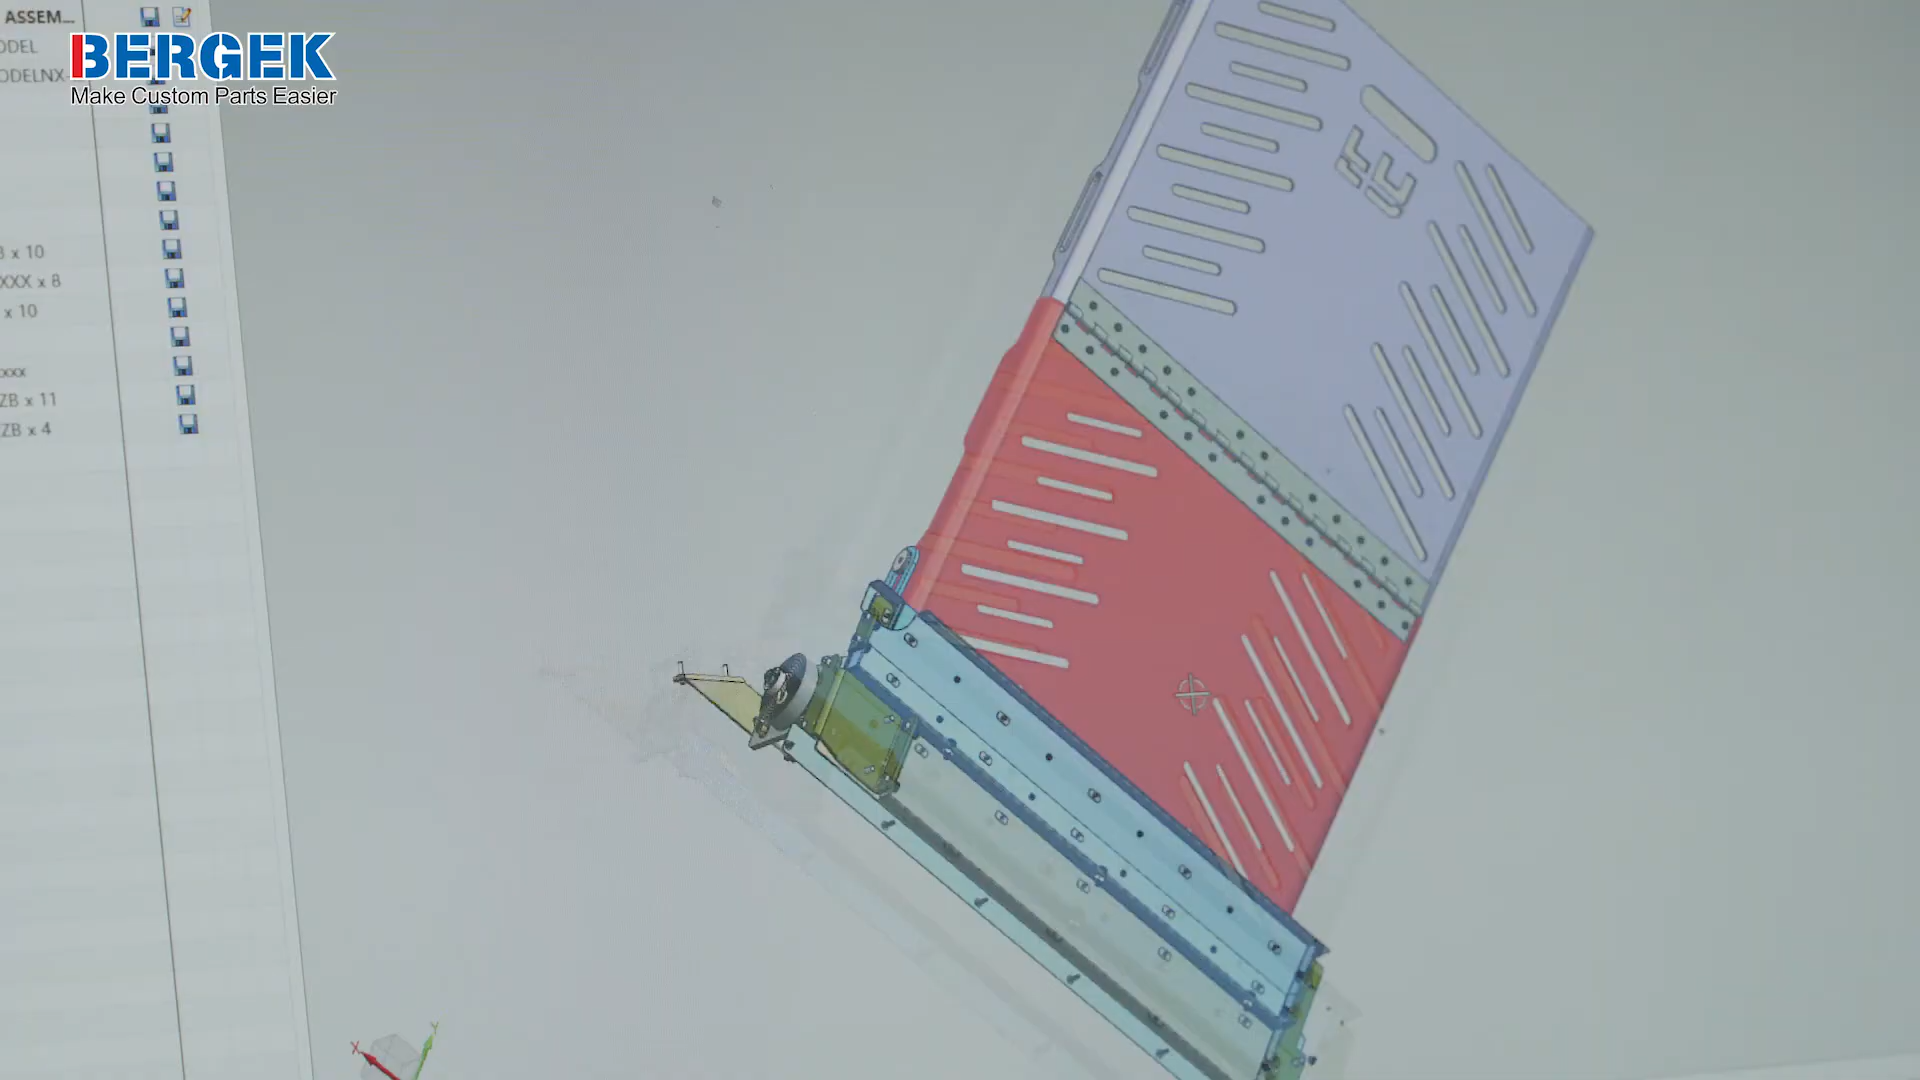 ASSEM...
ODEL
ODELNX-
BERGEK
Make Custom Parts Easier
x 10
XXX x 8
x 10
xxx
ZB x 11
ZB x 4
X
Y